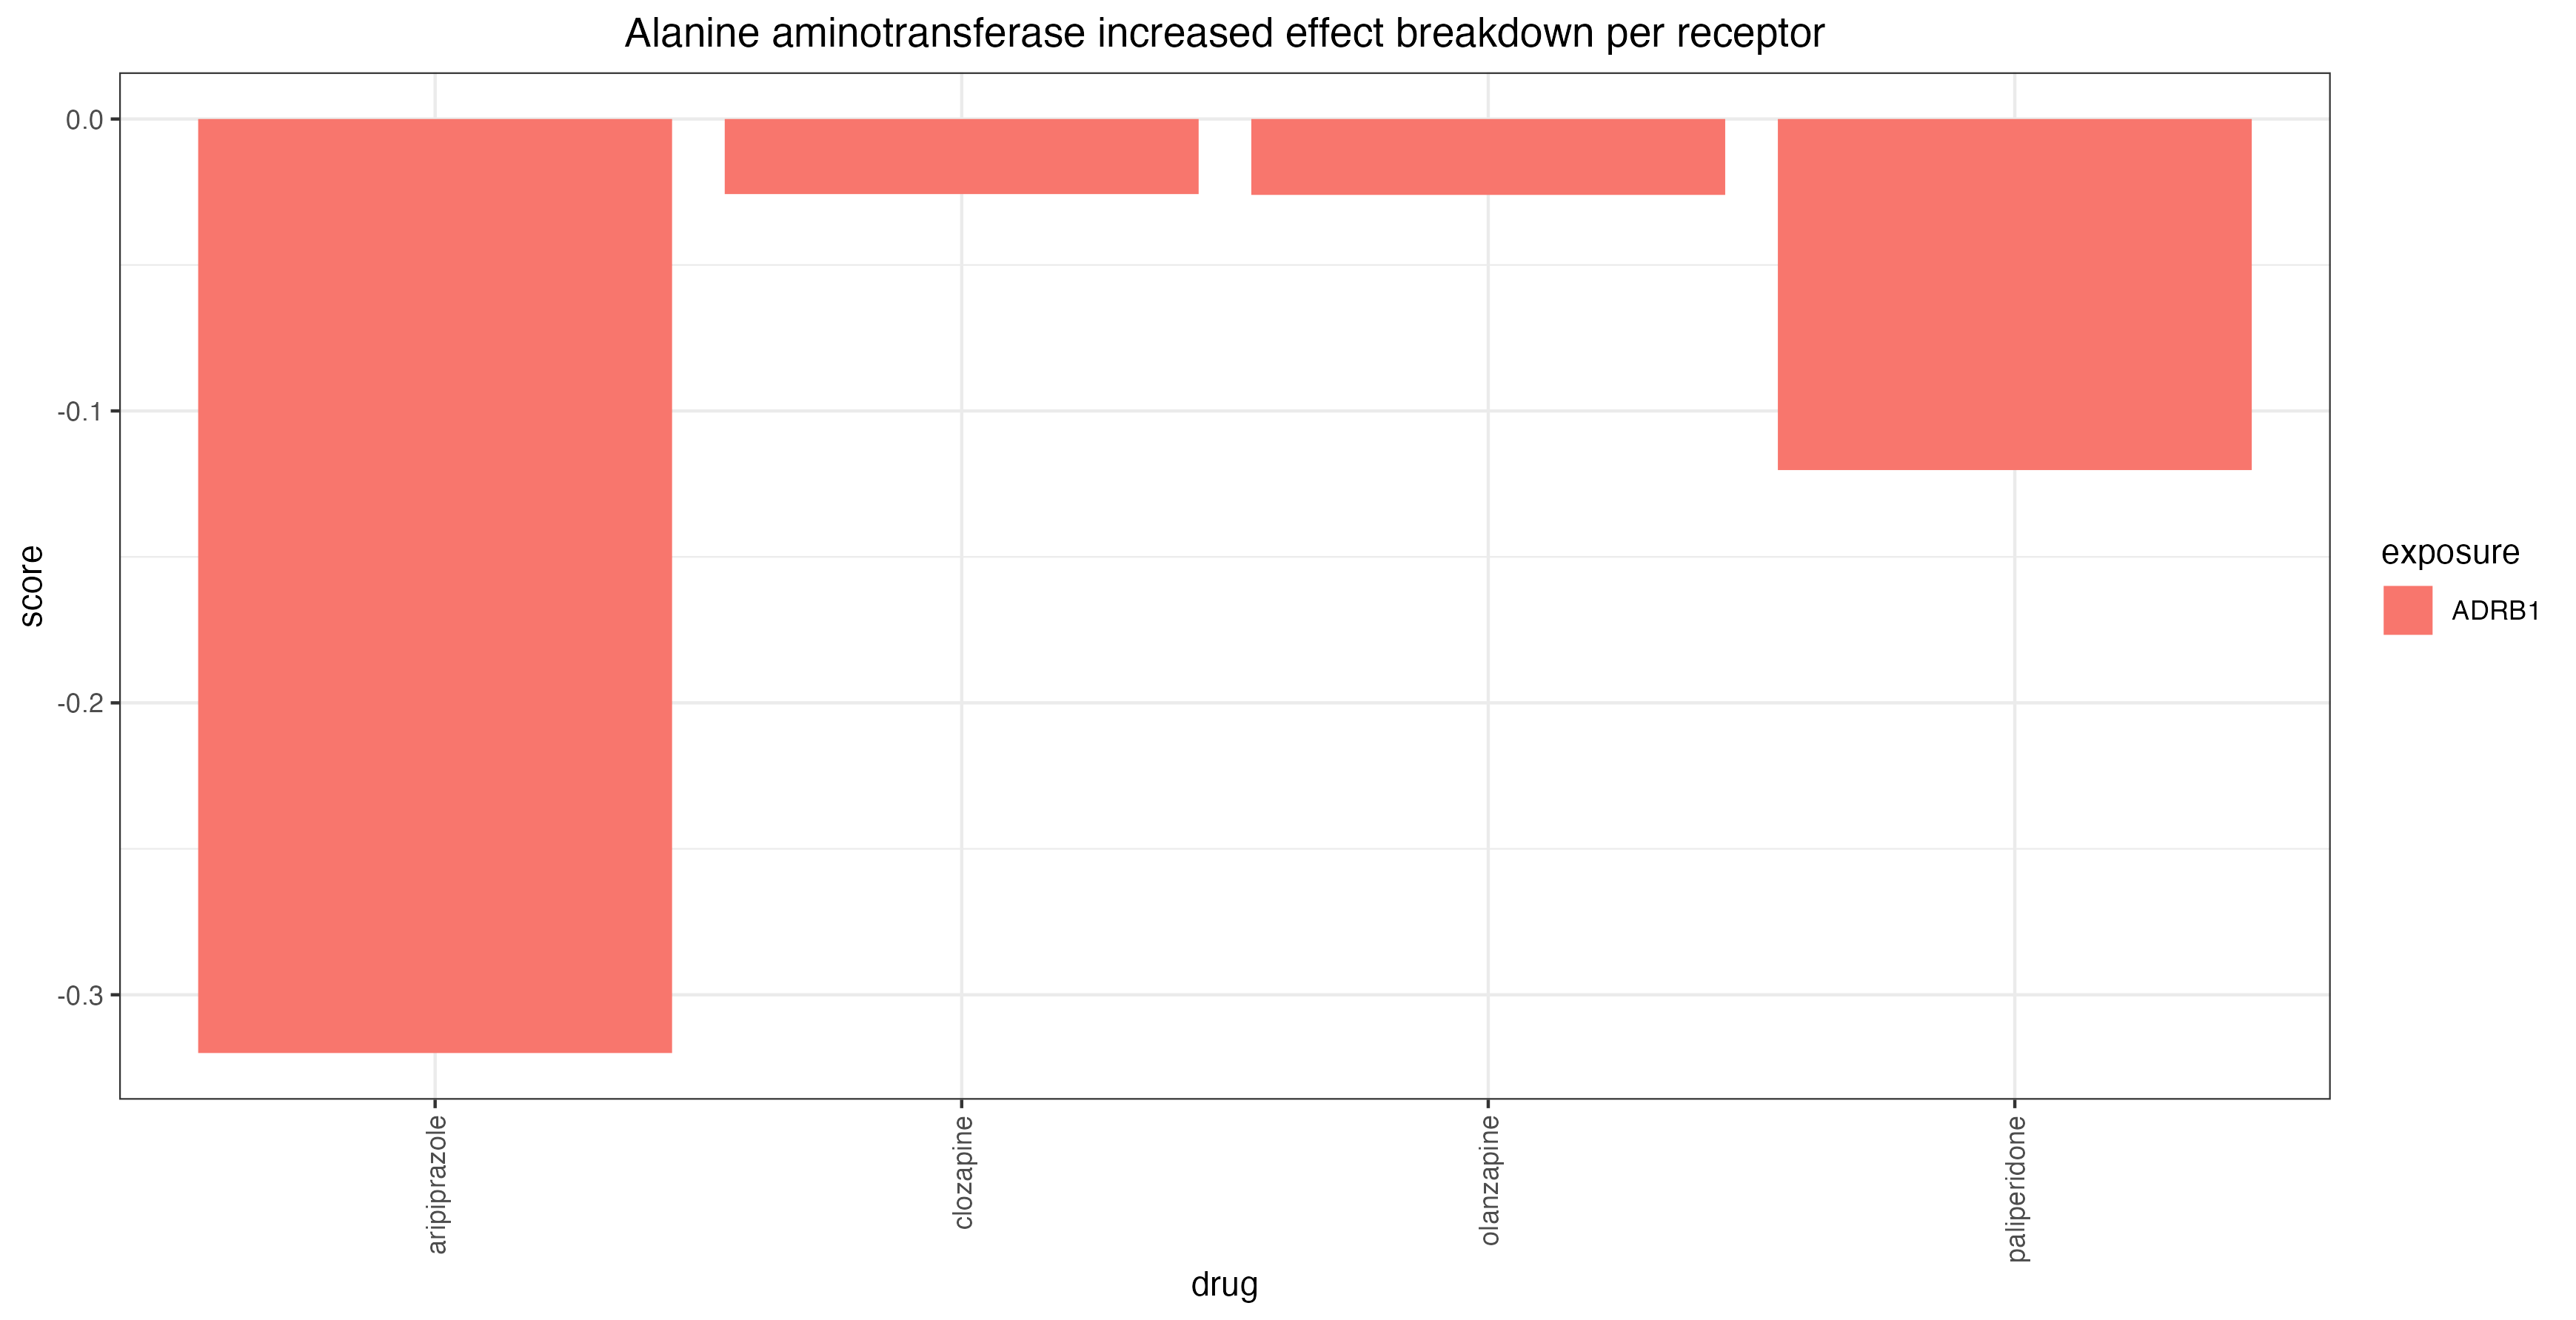 Alanine aminotransferase increased effect breakdown per receptor
score
0.0
-0.1
-0.2
-0.3
aripiprazole
clozapine
olanzapine
paliperidone
drug
exposure
ADRB1